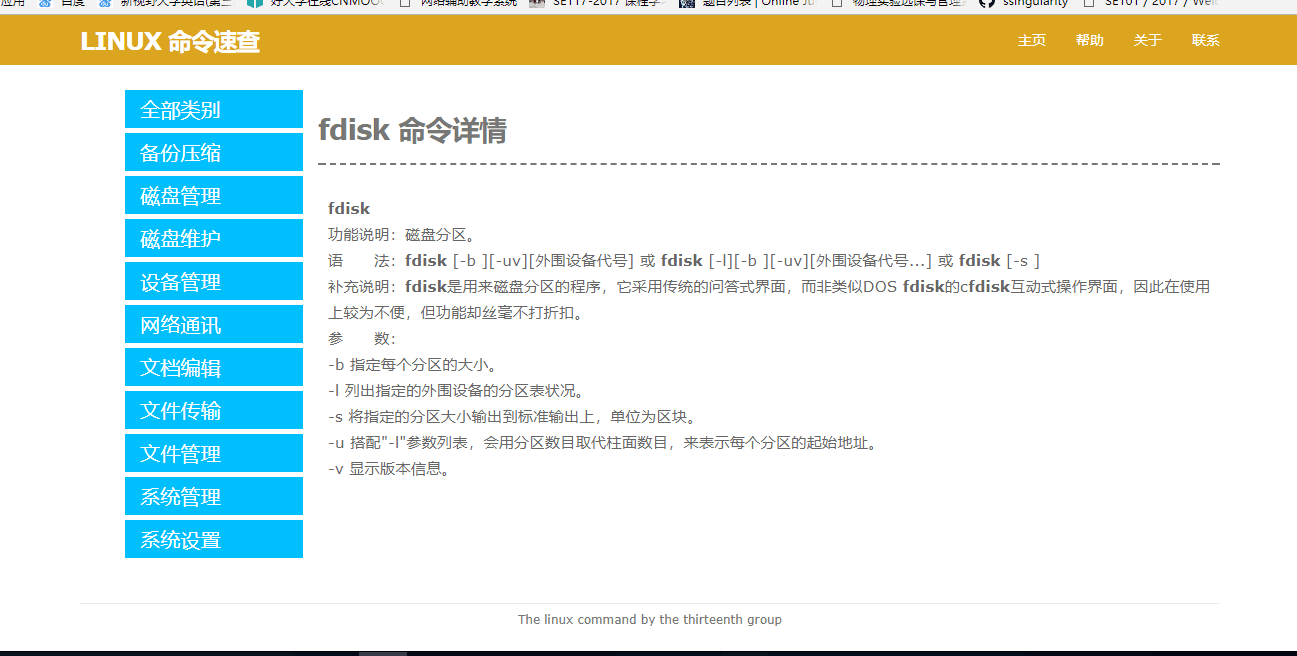 应用 百度 新视野大学英语(第三 好大学在线CNMOO 网络辅助教学系统 SE117-2017 课程学 题目列表 | Online Ju 物理实验选课与管理 ssingularity SE101 / 2017 / Wel
LINUX 命令速查 主页 帮助 关于 联系
全部类别
备份压缩
磁盘管理
磁盘维护
设备管理
网络通讯
文档编辑
文件传输
文件管理
系统管理
系统设置
fdisk 命令详情
fdisk
功能说明：磁盘分区。
语　　法：fdisk [-b ][-uv][外围设备代号] 或 fdisk [-l][-b ][-uv][外围设备代号...] 或 fdisk [-s ]
补充说明：fdisk是用来磁盘分区的程序，它采用传统的问答式界面，而非类似DOS fdisk的cfdisk互动式操作界面，因此在使用
上较为不便，但功能却丝毫不打折扣。
参　　数：
-b 指定每个分区的大小。
-l 列出指定的外围设备的分区表状况。
-s 将指定的分区大小输出到标准输出上，单位为区块。
-u 搭配"-l"参数列表，会用分区数目取代柱面数目，来表示每个分区的起始地址。
-v 显示版本信息。
The linux command by the thirteenth group